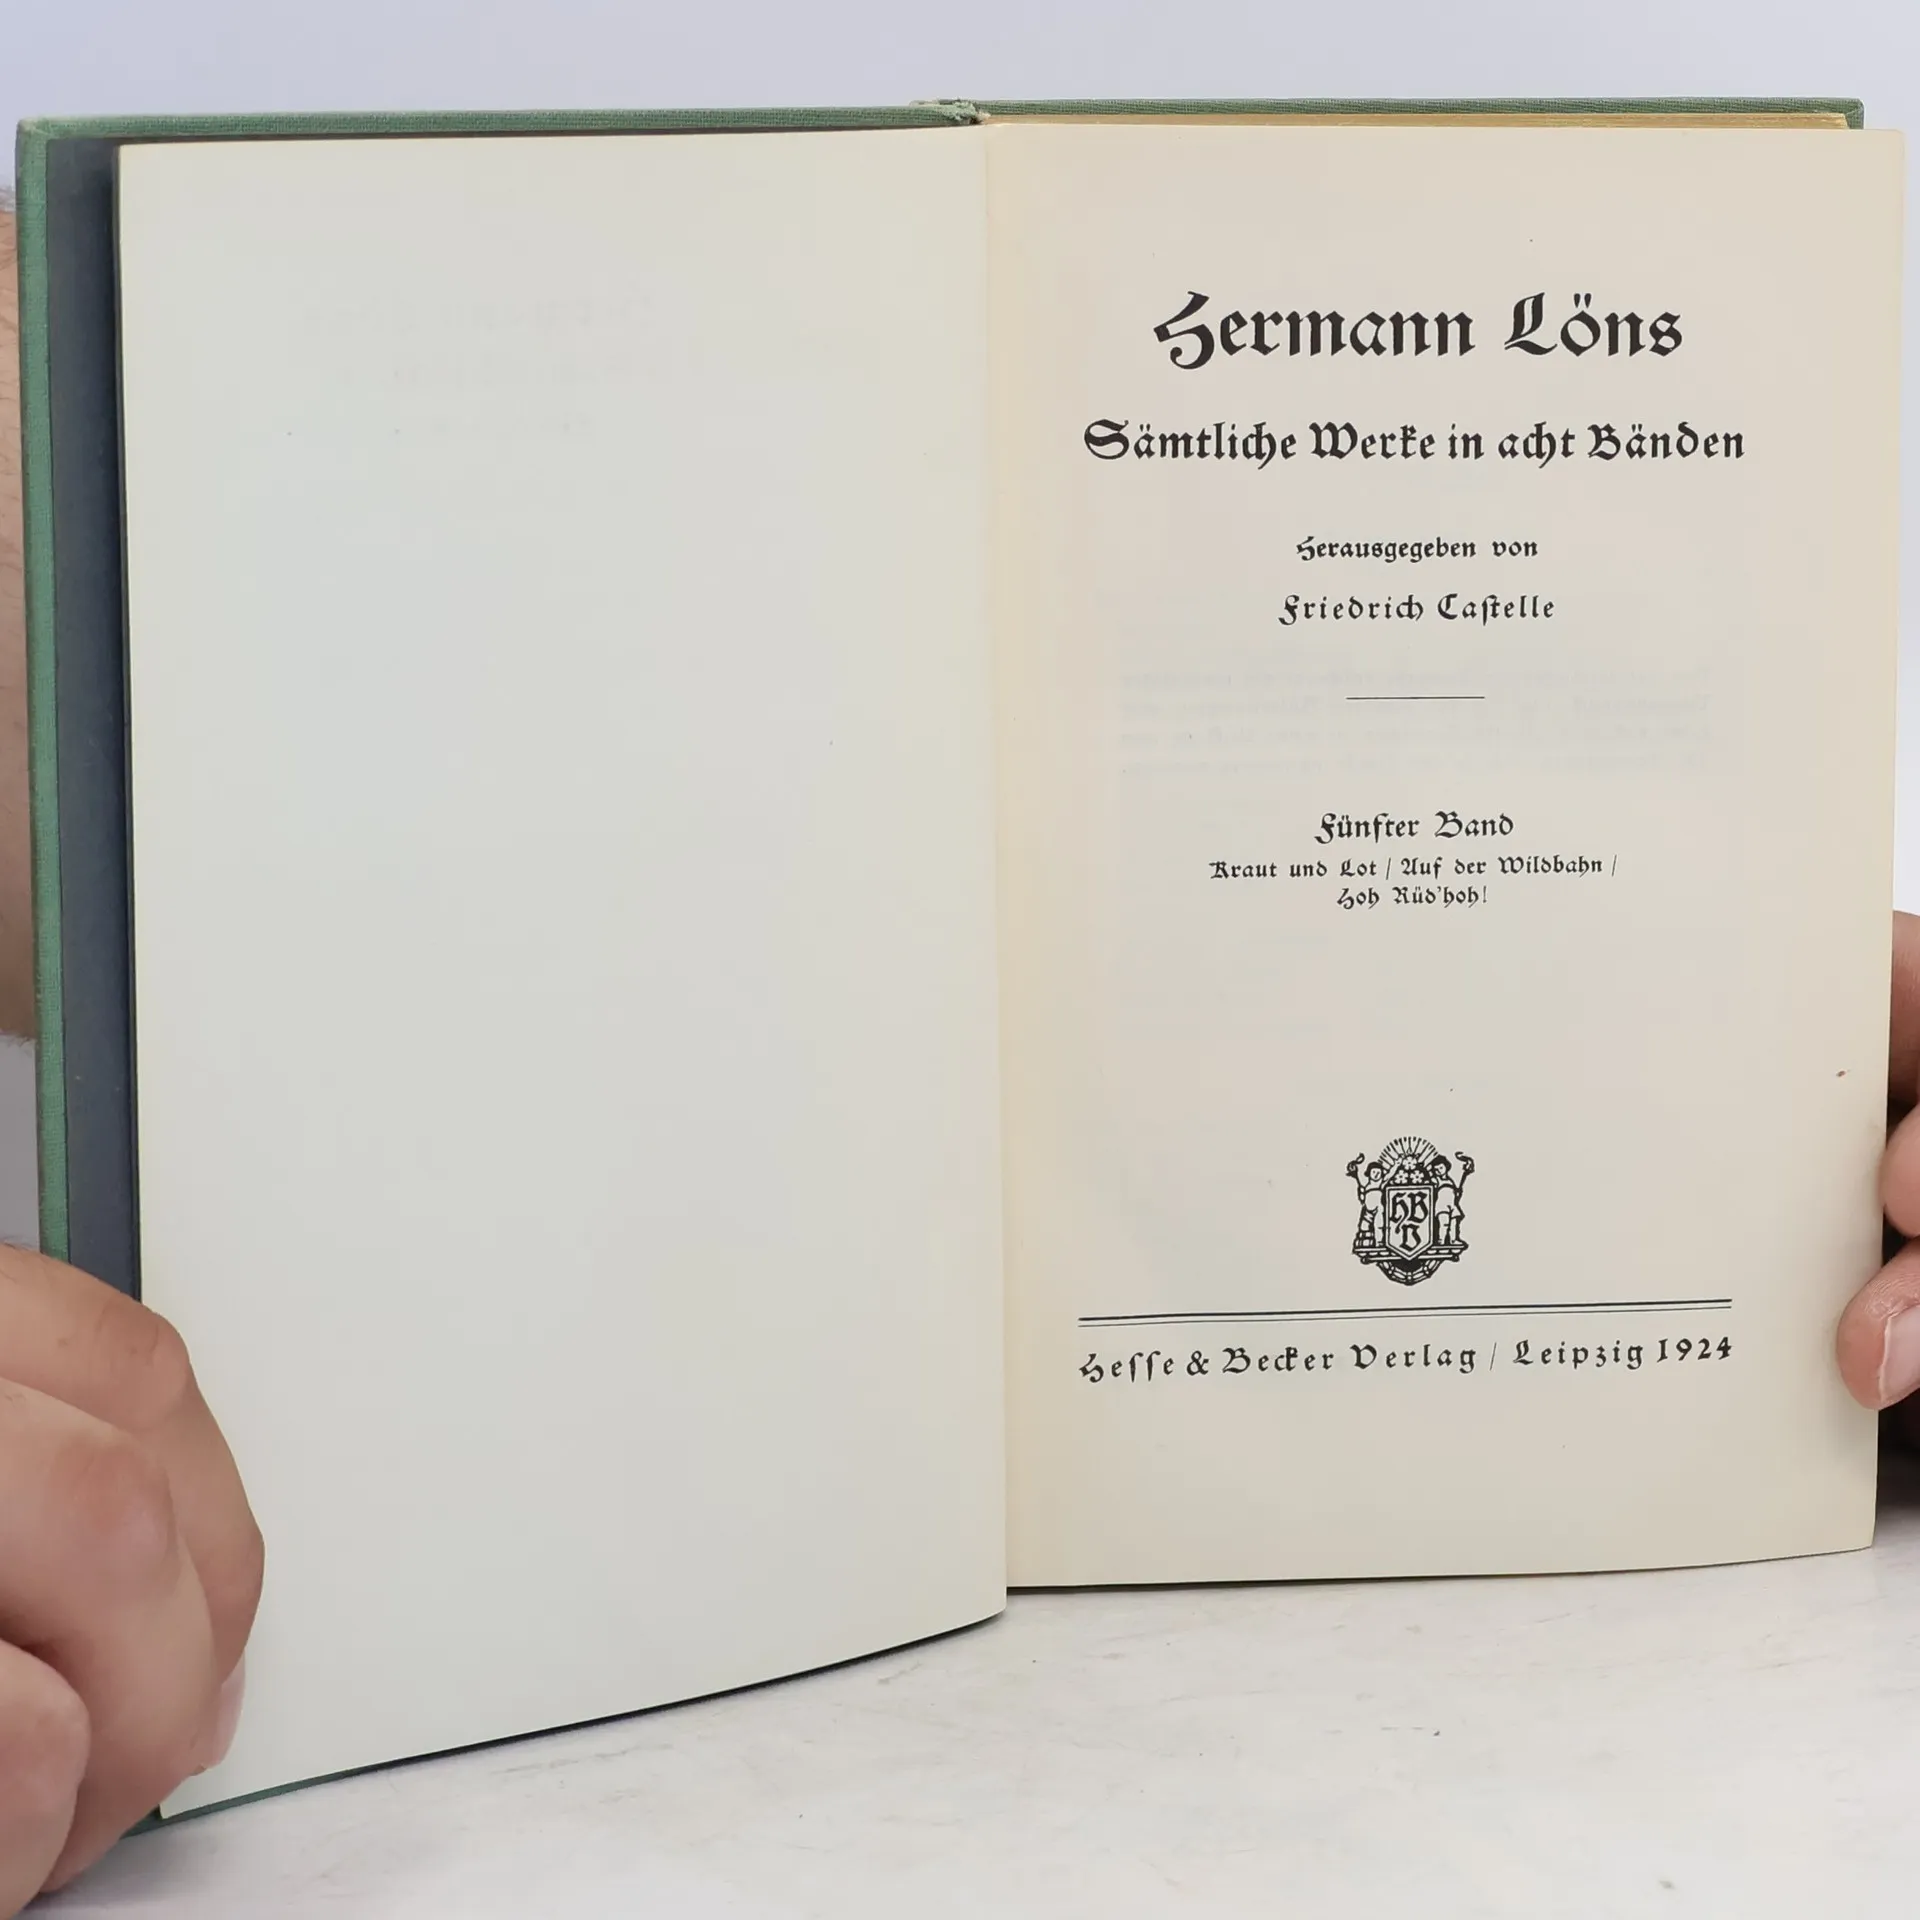 Hermann Löns
Sämtliche Werke in acht Bänden
Herausgegeben von
Friedrich Castelle
Fünfter Band
Kraut und Lot / Auf der Wildbahn /
Hoh Rüd'hoh!
HB
V
Hesse & Becker Verlag / Leipzig 1924